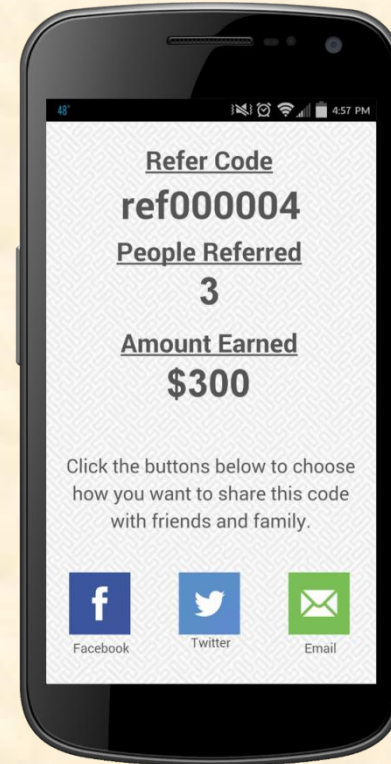 48°
4:57 PM
Refer Code
ref000004
People Referred
3
Amount Earned
$300
Click the buttons below to choose
how you want to share this code
with friends and family.
Facebook
Twitter
Email